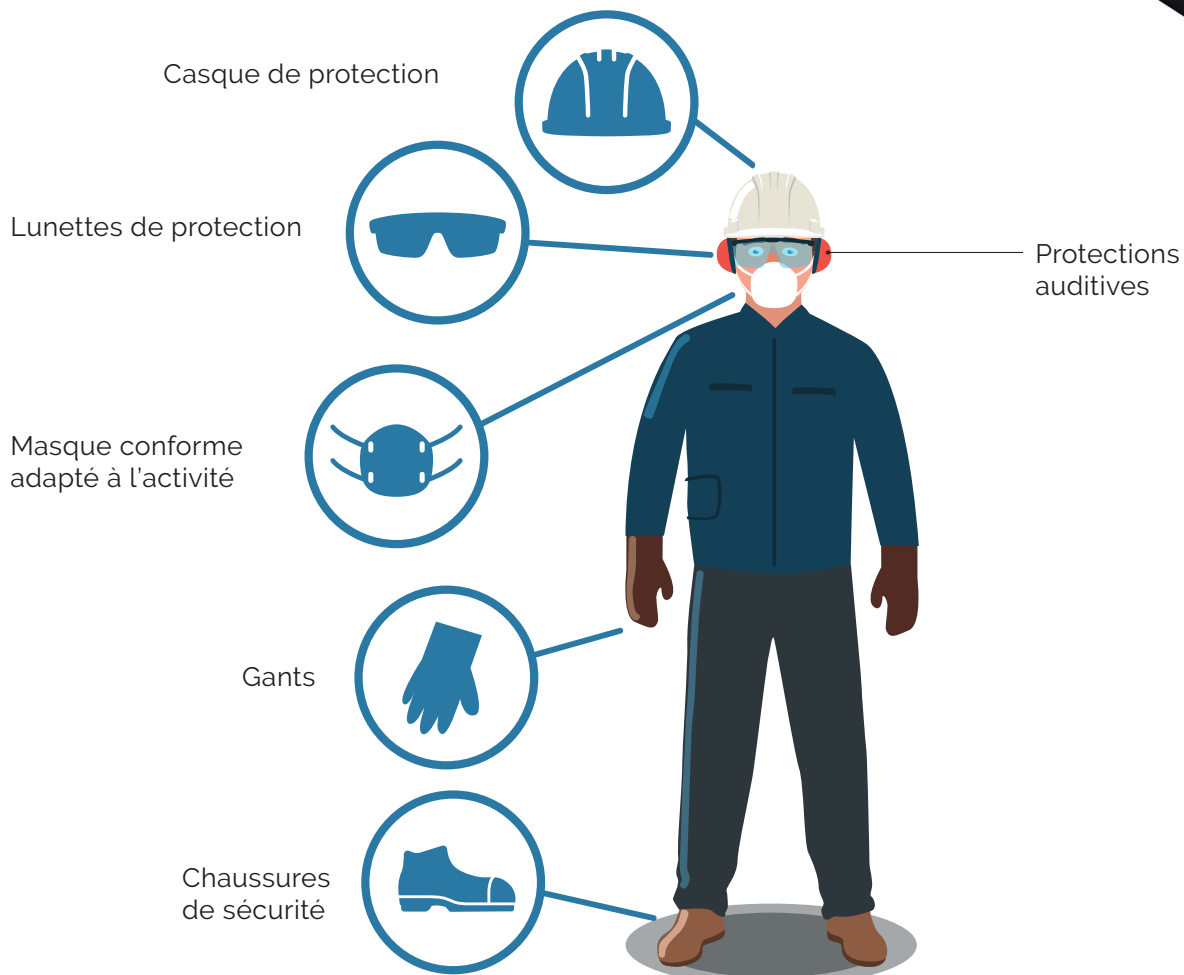 Casque de protection
Lunettes de protection
Protections
auditives
Masque conforme
adapté à l’activité
Gants
Chaussures
de sécurité